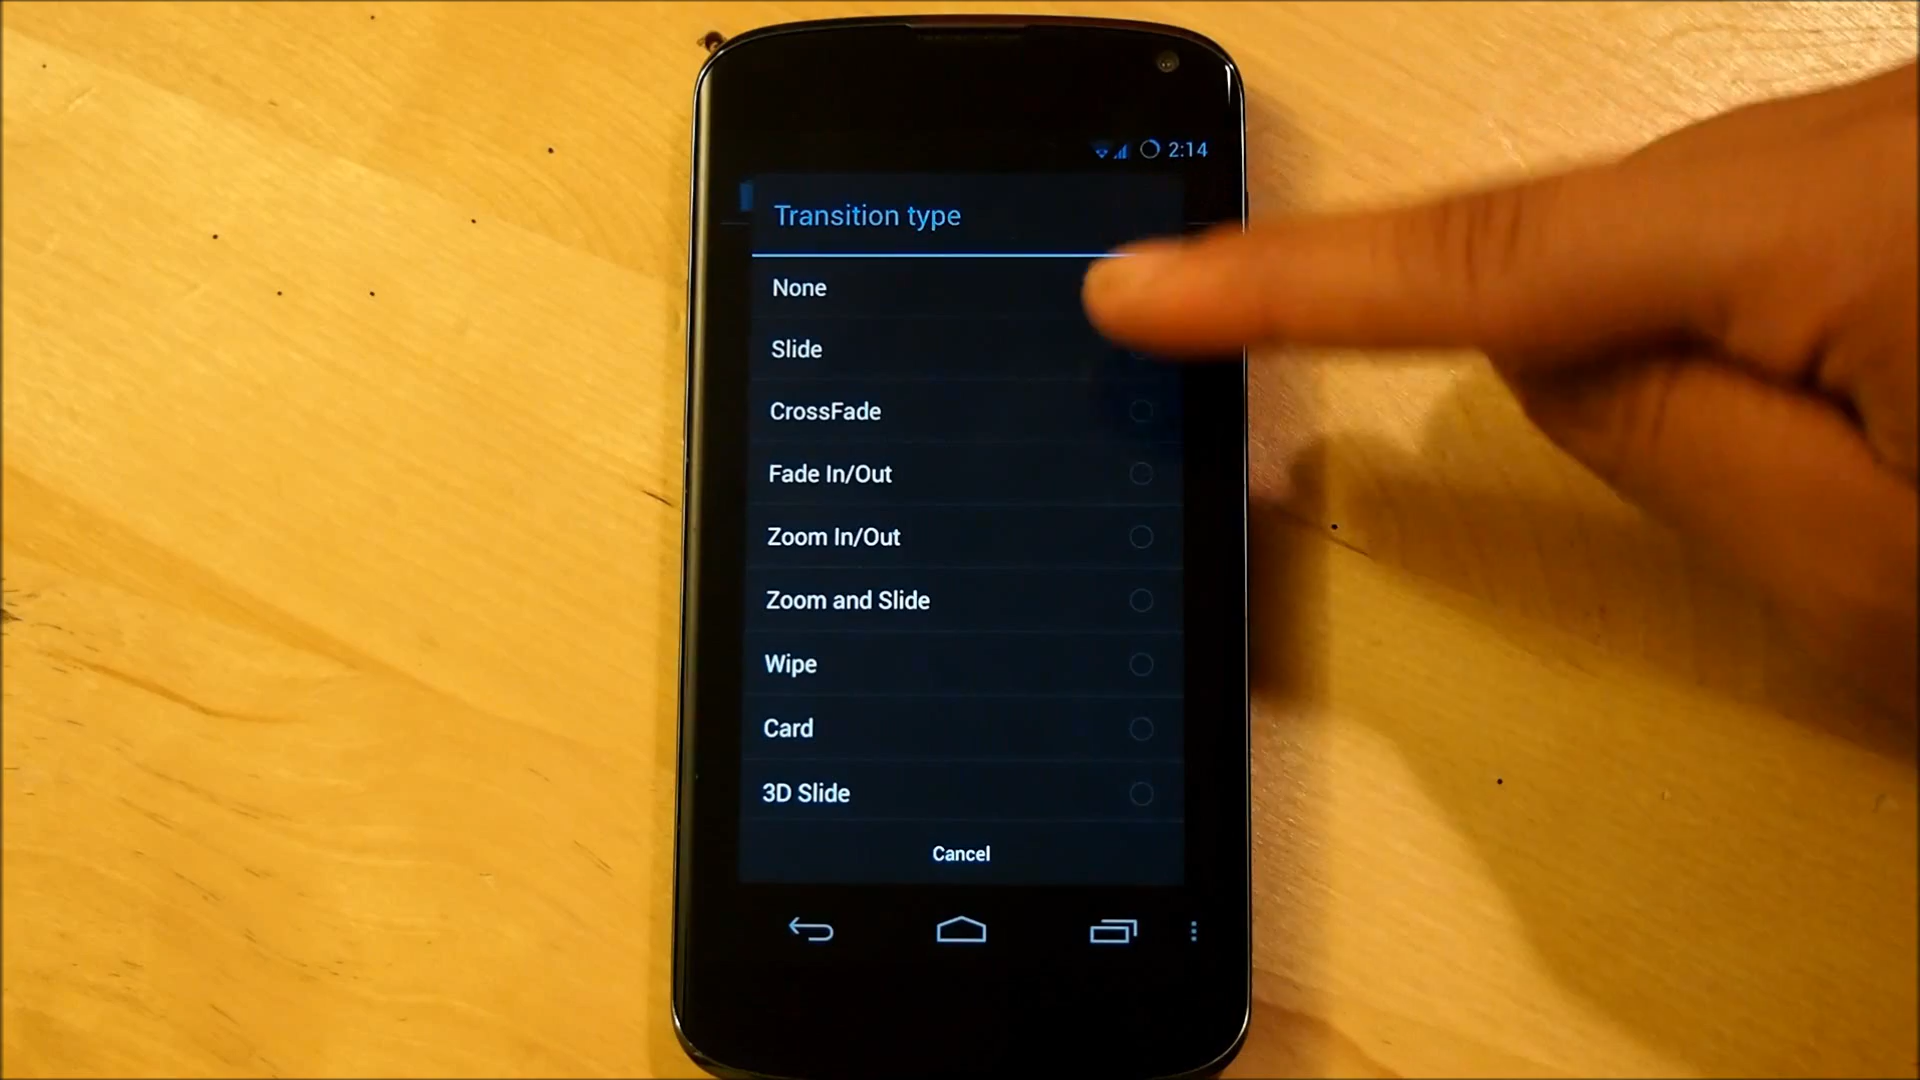 2:14
Transition type
None
Slide
CrossFade
Fade In/Out
Zoom In/Out
Zoom and Slide
Wipe
Card
3D Slide
Cancel